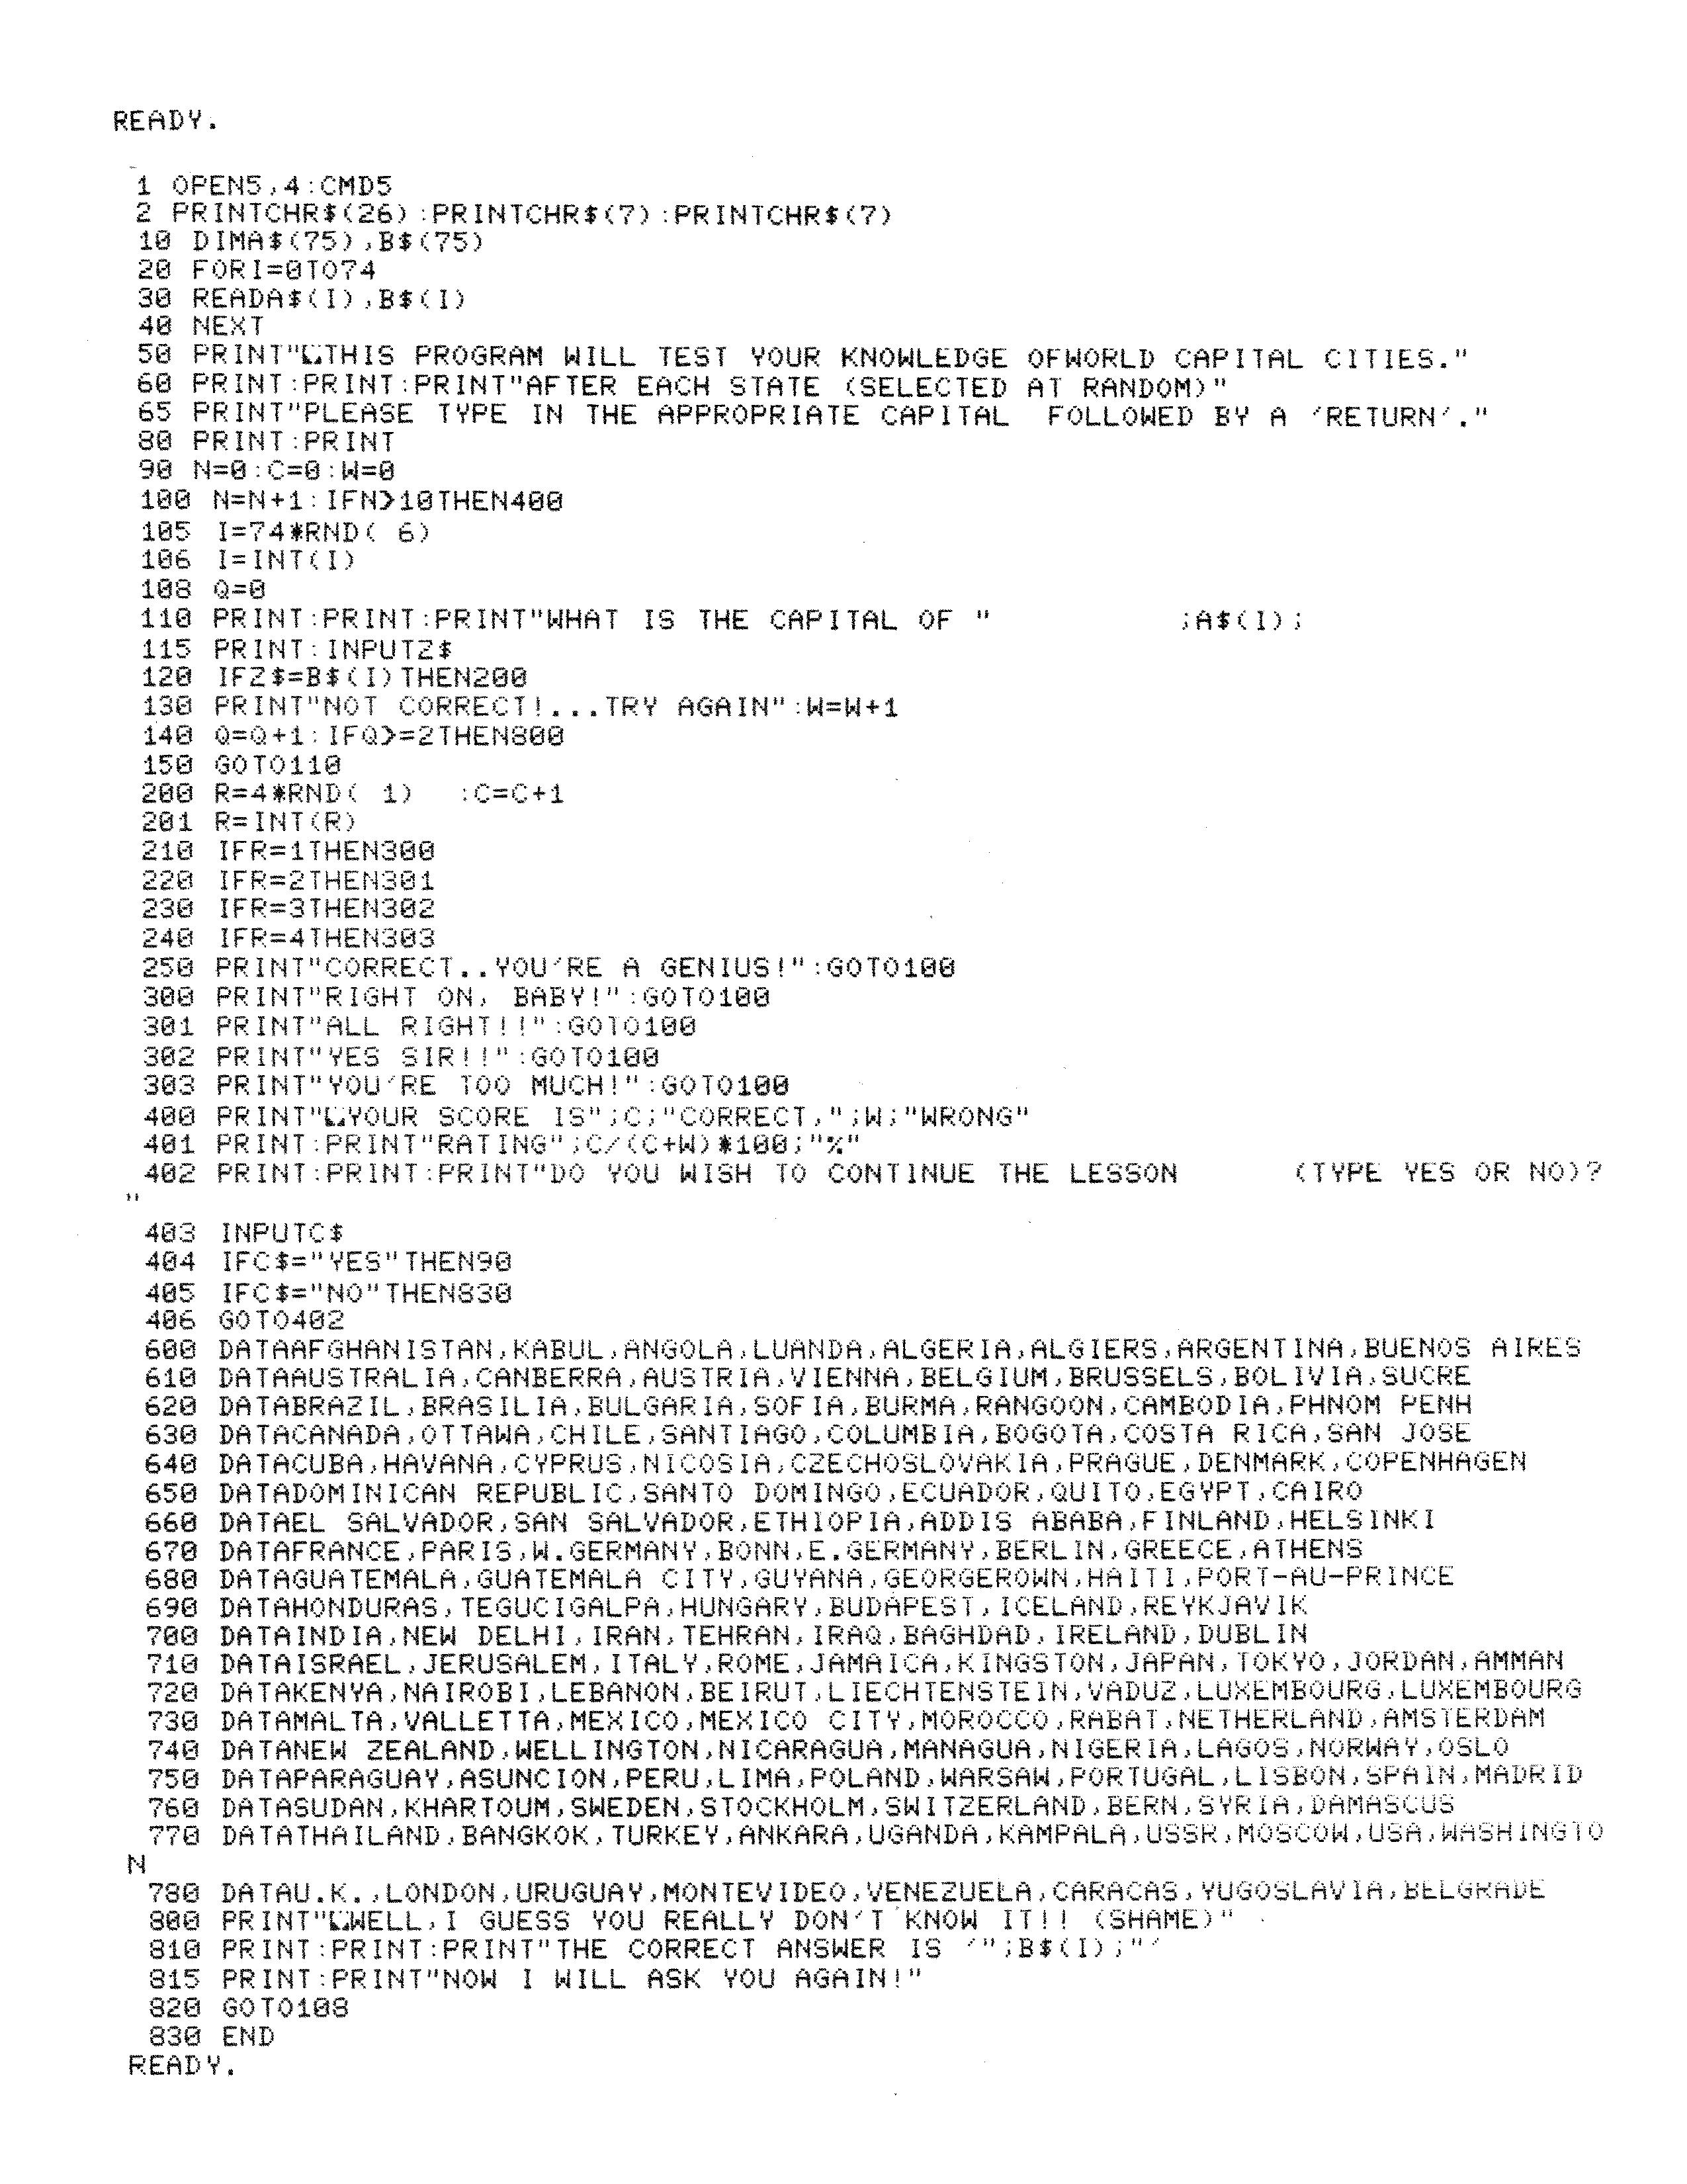 READY.
1 OPEN5,4:CMD5
2 PRINTCHR$(26):PRINTCHR$(7):PRINTCHR$(7)
10 DIMA$(75),B$(75)
20 FORI=0TO74
30 READA$(I),B$(I)
40 NEXT
50 PRINT"THIS PROGRAM WILL TEST YOUR KNOWLEDGE OFWORLD CAPITAL CITIES."
60 PRINT:PRINT:PRINT"AFTER EACH STATE (SELECTED AT RANDOM)"
65 PRINT"PLEASE TYPE IN THE APPROPRIATE CAPITAL  FOLLOWED BY A 'RETURN'."
80 PRINT:PRINT
90 N=0:C=0:W=0
100 N=N+1:IFN>10THEN400
105 I=74*RND( 6)
106 I=INT(I)
108 Q=0
110 PRINT:PRINT:PRINT"WHAT IS THE CAPITAL OF "          ;A$(I);
115 PRINT:INPUTZ$
120 IFZ$=B$(I)THEN200
130 PRINT"NOT CORRECT!...TRY AGAIN":W=W+1
140 Q=Q+1:IFQ>=2THEN800
150 GOTO110
200 R=4*RND( 1)  :C=C+1
201 R=INT(R)
210 IFR=1THEN300
220 IFR=2THEN301
230 IFR=3THEN302
240 IFR=4THEN303
250 PRINT"CORRECT..YOU'RE A GENIUS!":GOTO100
300 PRINT"RIGHT ON, BABY!":GOTO100
301 PRINT"ALL RIGHT!!":GOTO100
302 PRINT"YES SIR!!":GOTO100
303 PRINT"YOU'RE TOO MUCH!":GOTO100
400 PRINT"YOUR SCORE IS";C;"CORRECT,";W;"WRONG"
401 PRINT:PRINT"RATING";C/(C+W)*100;"%"
402 PRINT:PRINT:PRINT"DO YOU WISH TO CONTINUE THE LESSON      (TYPE YES OR NO)?
"
403 INPUTC$
404 IFC$="YES"THEN90
405 IFC$="NO"THEN830
406 GOTO402
600 DATAAFGHANISTAN,KABUL,ANGOLA,LUANDA,ALGERIA,ALGIERS,ARGENTINA,BUENOS AIRES
610 DATAAUSTRALIA,CANBERRA,AUSTRIA,VIENNA,BELGIUM,BRUSSELS,BOLIVIA,SUCRE
620 DATABRAZIL,BRASILIA,BULGARIA,SOFIA,BURMA,RANGOON,CAMBODIA,PHNOM PENH
630 DATACANADA,OTTAWA,CHILE,SANTIAGO,COLUMBIA,BOGOTA,COSTA RICA,SAN JOSE
640 DATACUBA,HAVANA,CYPRUS,NICOSIA,CZECHOSLOVAKIA,PRAGUE,DENMARK,COPENHAGEN
650 DATADOMINICAN REPUBLIC,SANTO DOMINGO,ECUADOR,QUITO,EGYPT,CAIRO
660 DATAEL SALVADOR,SAN SALVADOR,ETHIOPIA,ADDIS ABABA,FINLAND,HELSINKI
670 DATAFRANCE,PARIS,W.GERMANY,BONN,E.GERMANY,BERLIN,GREECE,ATHENS
680 DATAGUATEMALA,GUATEMALA CITY,GUYANA,GEORGEROWN,HAITI,PORT-AU-PRINCE
690 DATAHONDURAS,TEGUCIGALPA,HUNGARY,BUDAPEST,ICELAND,REYKJAVIK
700 DATAINDIA,NEW DELHI,IRAN,TEHRAN,IRAQ,BAGHDAD,IRELAND,DUBLIN
710 DATAISRAEL,JERUSALEM,ITALY,ROME,JAMAICA,KINGSTON,JAPAN,TOKYO,JORDAN,AMMAN
720 DATAKENYA,NAIROBI,LEBANON,BEIRUT,LIECHTENSTEIN,VADUZ,LUXEMBOURG,LUXEMBOURG
730 DATAMALTA,VALLETTA,MEXICO,MEXICO CITY,MOROCCO,RABAT,NETHERLAND,AMSTERDAM
740 DATANEW ZEALAND,WELLINGTON,NICARAGUA,MANAGUA,NIGERIA,LAGOS,NORWAY,OSLO
750 DATAPARAGUAY,ASUNCION,PERU,LIMA,POLAND,WARSAW,PORTUGAL,LISBON,SPAIN,MADRID
760 DATASUDAN,KHARTOUM,SWEDEN,STOCKHOLM,SWITZERLAND,BERN,SYRIA,DAMASCUS
770 DATATHAILAND,BANGKOK,TURKEY,ANKARA,UGANDA,KAMPALA,USSR,MOSCOW,USA,WASHINGTO
N
780 DATAU.K.,LONDON,URUGUAY,MONTEVIDEO,VENEZUELA,CARACAS,YUGOSLAVIA,BELGRADE
800 PRINT"WELL,I GUESS YOU REALLY DON'T KNOW IT!! (SHAME)"
810 PRINT:PRINT:PRINT"THE CORRECT ANSWER IS '";B$(I);"'
815 PRINT:PRINT"NOW I WILL ASK YOU AGAIN!"
820 GOTO108
830 END
READY.